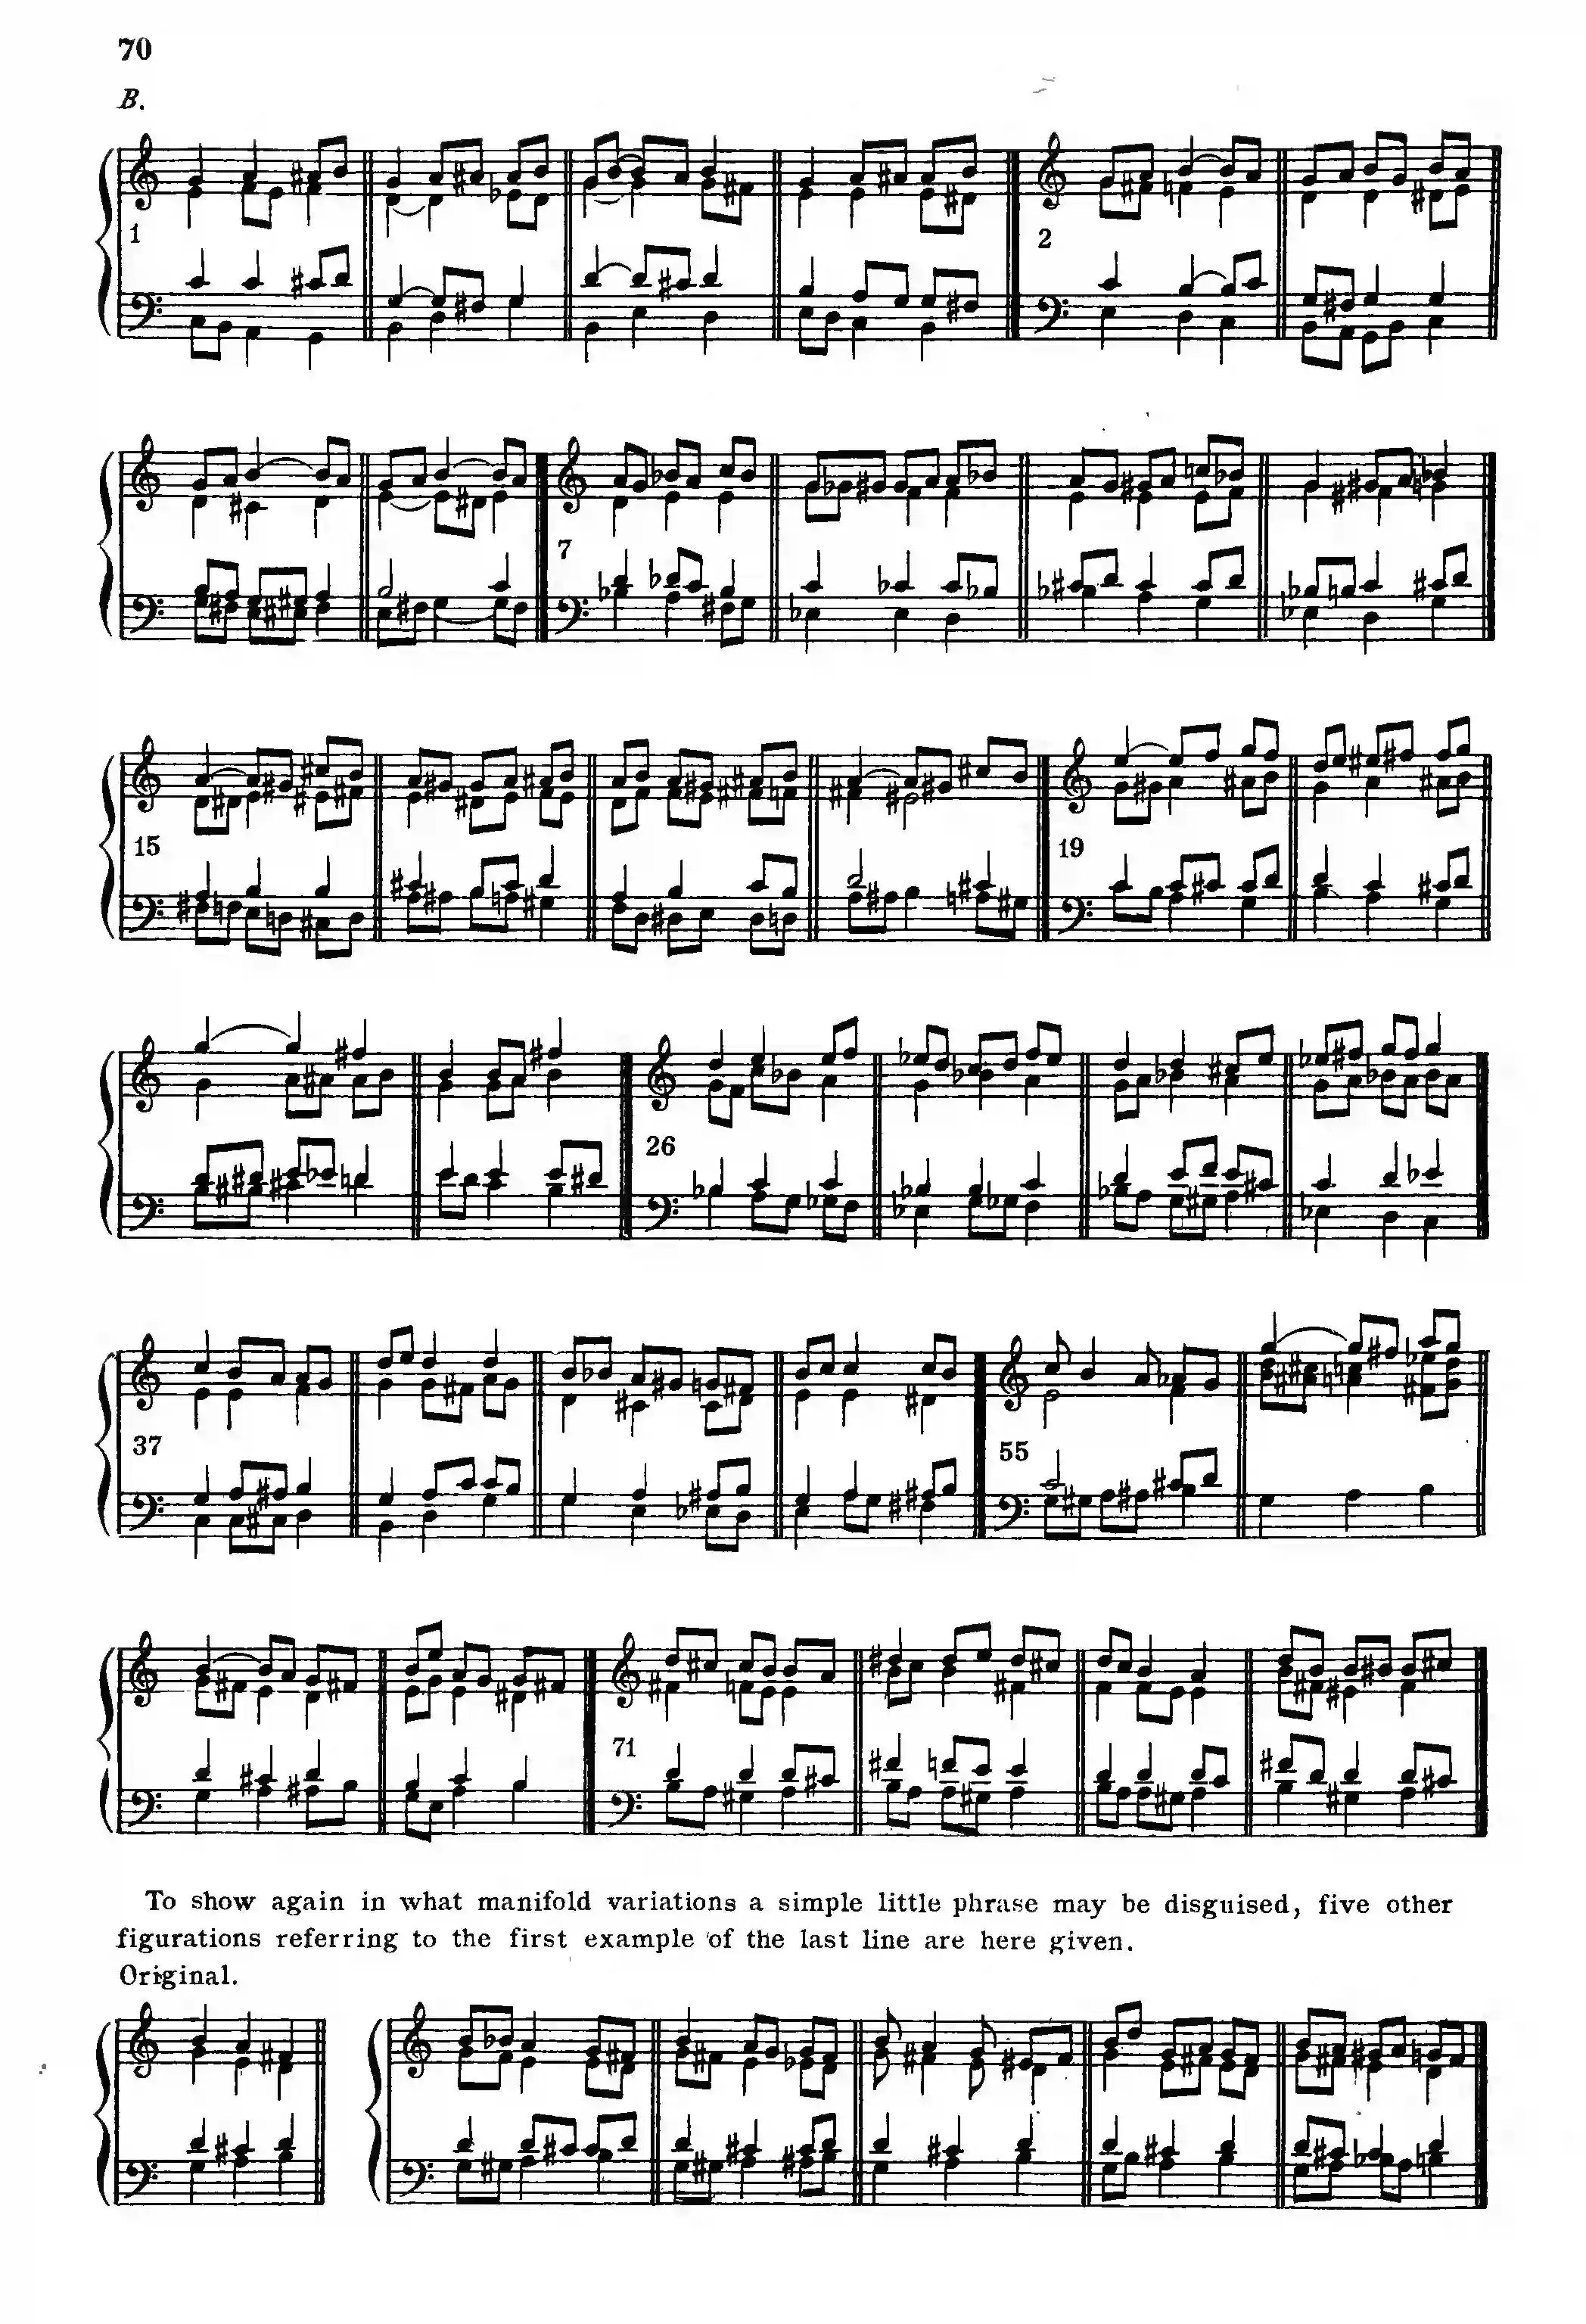 70
B.
1
2
7
15
19
26
37
55
71
To show again in what manifold variations a simple little phrase may be disguised, five other
figurations referring to the first example of the last line are here given.
Original.